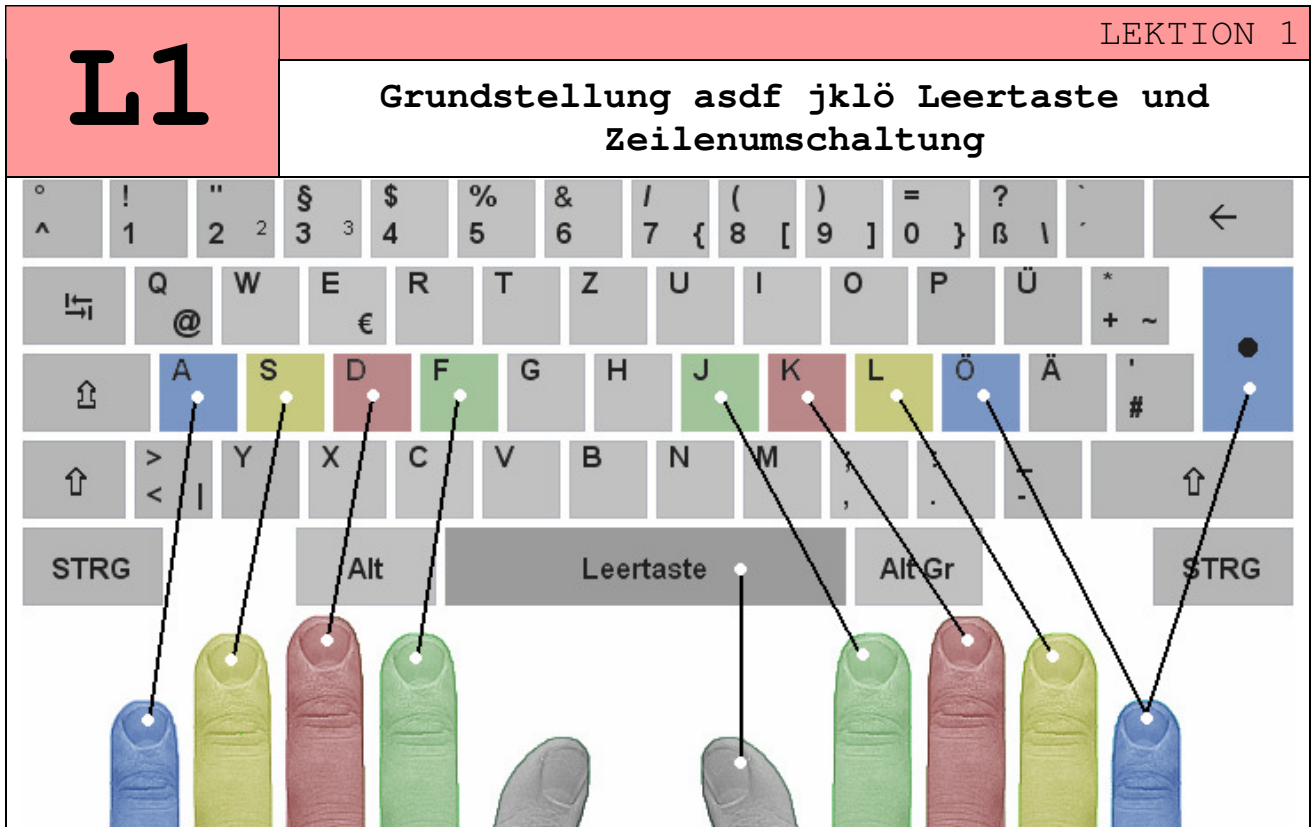 L1
LEKTION 1
Grundstellung asdf jklö Leertaste und
Zeilenumschaltung
° ! " § $ % & / ( ) = ? `
^ 1 2 ² 3 ³ 4 5 6 7 { 8 [ 9 ] 0 } ß \ ´ ←
Q W E R T Z U I O P Ü *
@ € + ~
A S D F G H J K L Ö Ä '
#
> Y X C V B N M ; : _
< | , . -
STRG Alt Leertaste Alt Gr STRG